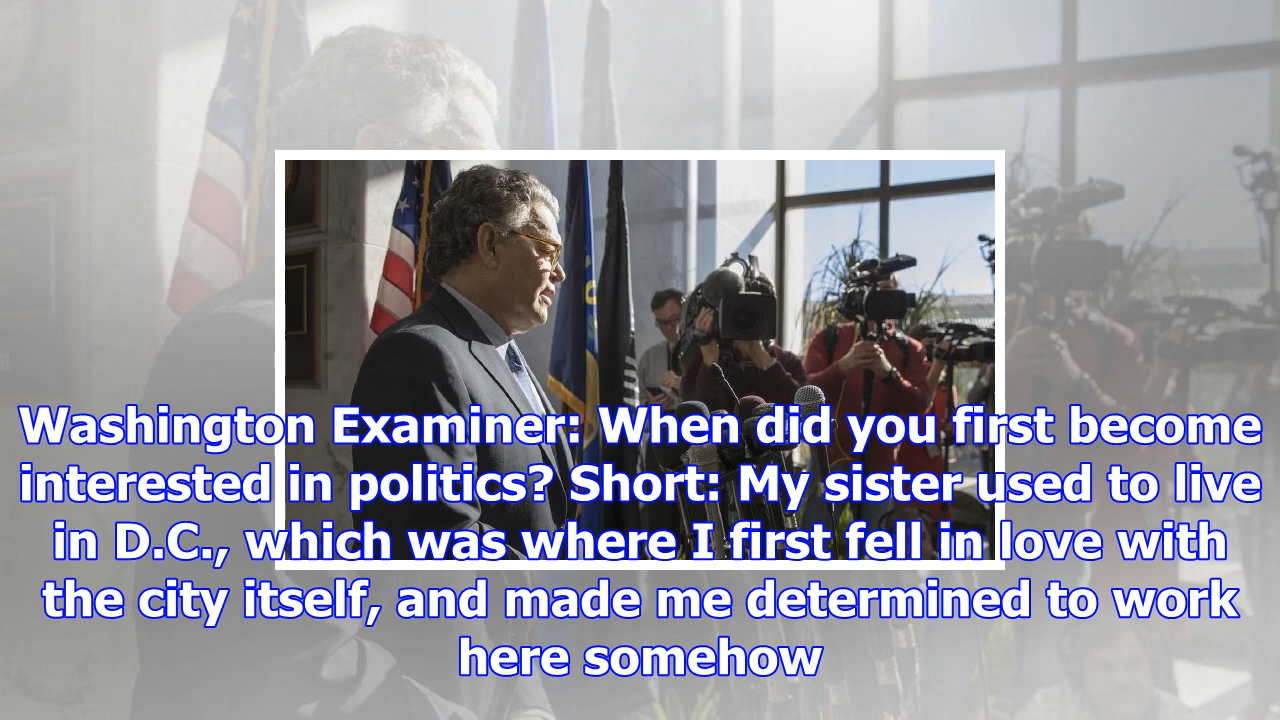 Washington Examiner: When did you first become
interested in politics? Short: My sister used to live
in D.C., which was where I first fell in love with
the city itself, and made me determined to work
here somehow